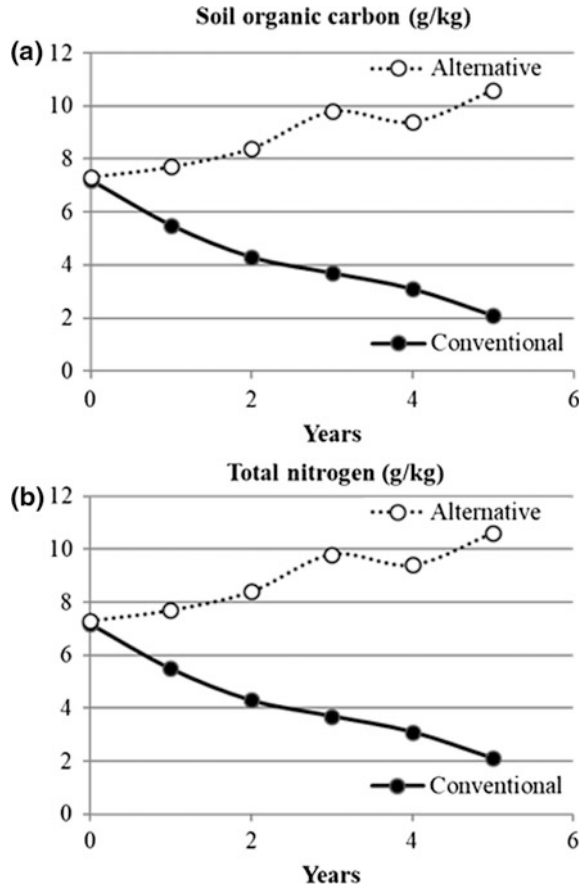 Soil organic carbon (g/kg)
(a)
12
Alternative
10
8
6
4
2
Conventional
0
0 2 4 6
Years
Total nitrogen (g/kg)
(b)
12
Alternative
10
8
6
4
2
Conventional
0
0 2 4 6
Years